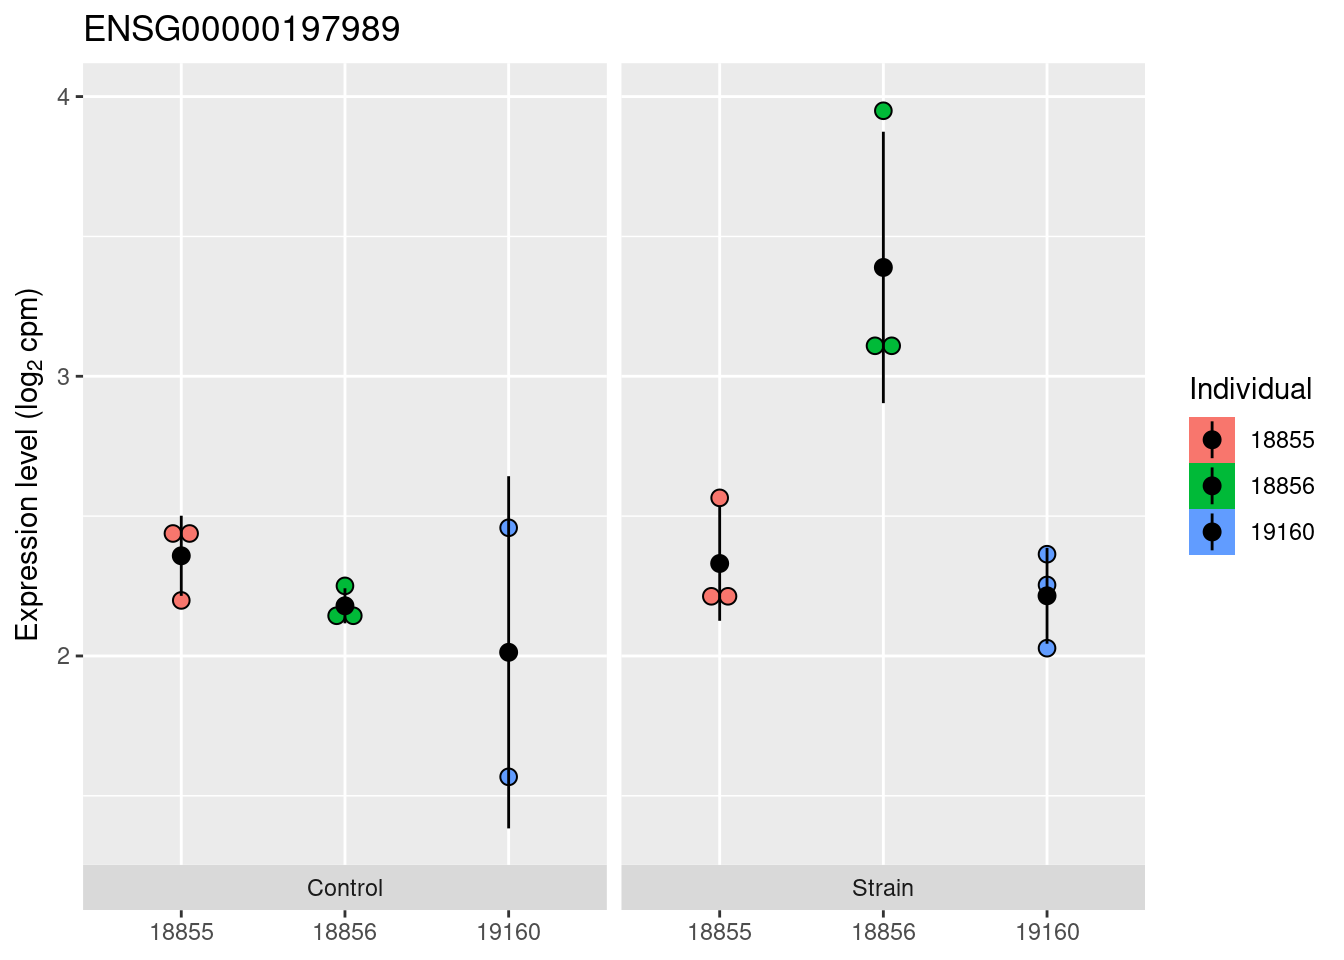 ENSG00000197989
Expression level (log₂ cpm)
4
3
2
Control
Strain
18855
18856
19160
18855
18856
19160
Individual
18855
18856
19160